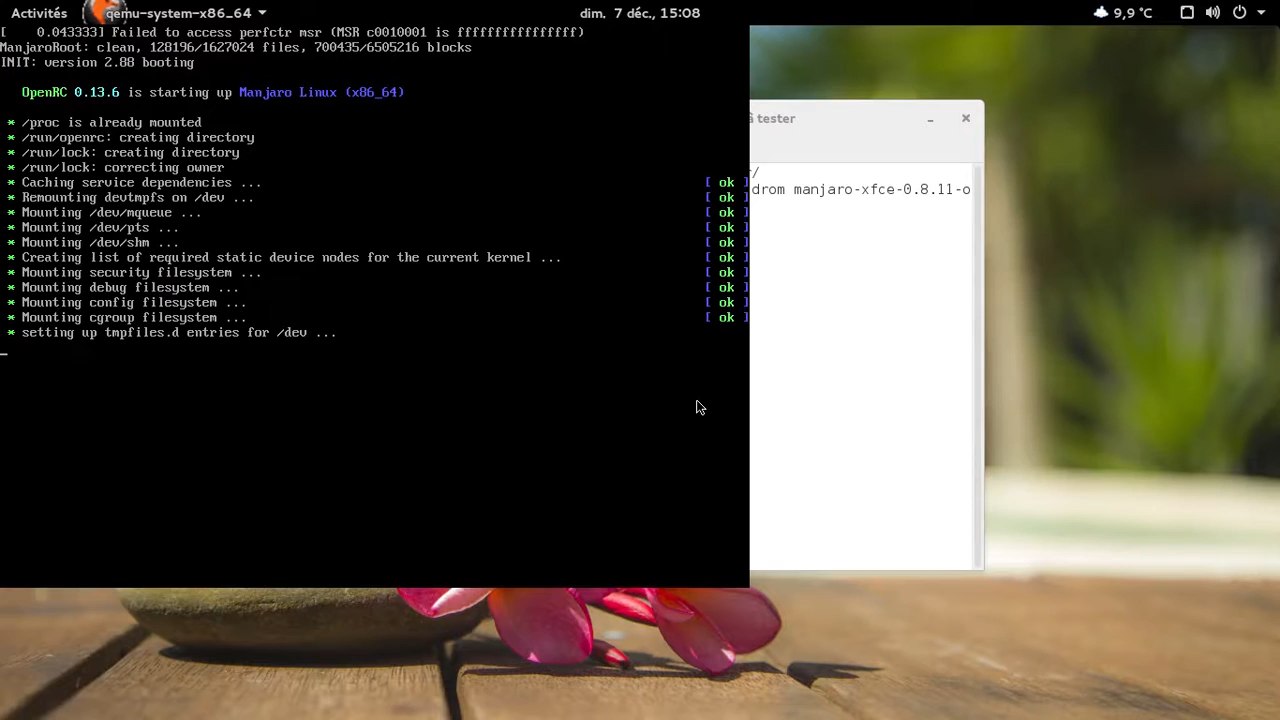 Activités qemu-system-x86_64 dim. 7 déc., 15:08 9,9 °C
[    0.043333] Failed to access perfctr msr (MSR c0010001 is ffffffffffffffff)
ManjaroRoot: clean, 128196/1627024 files, 700435/6505216 blocks
INIT: version 2.88 booting
OpenRC 0.13.6 is starting up Manjaro Linux (x86_64)
* /proc is already mounted
* /run/openrc: creating directory
* /run/lock: creating directory
* /run/lock: correcting owner
* Caching service dependencies ... [ ok ]
* Remounting devtmpfs on /dev ... [ ok ]
* Mounting /dev/mqueue ... [ ok ]
* Mounting /dev/pts ... [ ok ]
* Mounting /dev/shm ... [ ok ]
* Creating list of required static device nodes for the current kernel ... [ ok ]
* Mounting security filesystem ... [ ok ]
* Mounting debug filesystem ... [ ok ]
* Mounting config filesystem ... [ ok ]
* Mounting cgroup filesystem ... [ ok ]
* setting up tmpfiles.d entries for /dev ...
à tester
/
drom manjaro-xfce-0.8.11-o